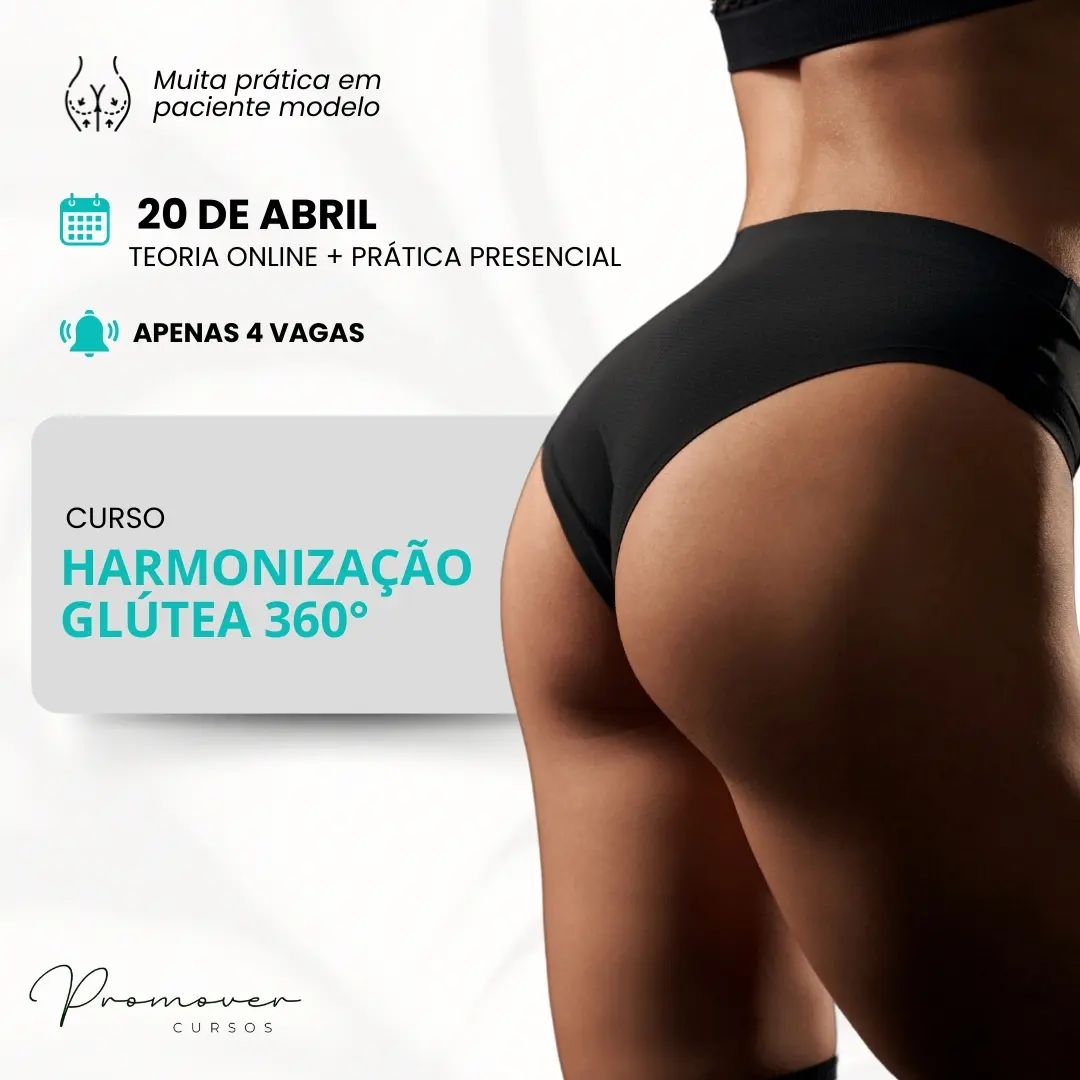 Muita prática em
paciente modelo
20 DE ABRIL
TEORIA ONLINE + PRÁTICA PRESENCIAL
APENAS 4 VAGAS
CURSO
HARMONIZAÇÃO
GLÚTEA 360°
Promover
CURSOS